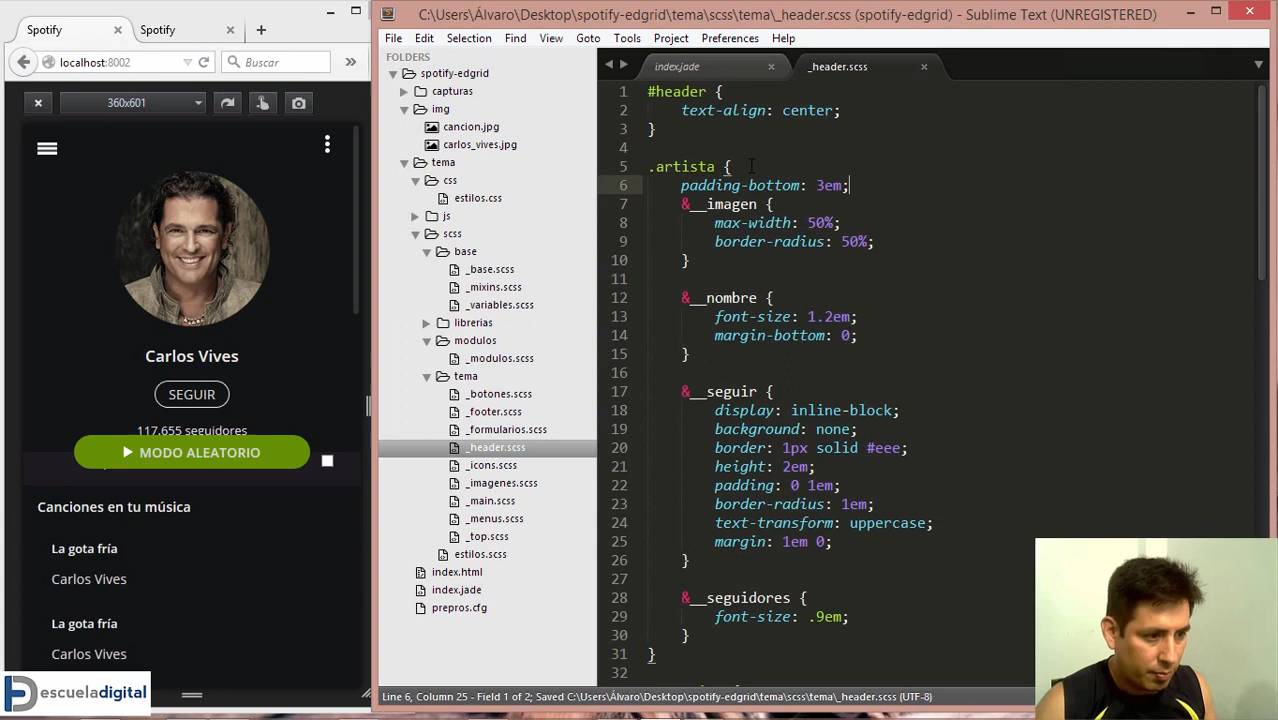 C:\Users\Álvaro\Desktop\spotify-edgrid\tema\scss\tema\_header.scss (spotify-edgrid) - Sublime Text (UNREGISTERED)
Spotify
Spotify
localhost:8002
Buscar
360x601
Carlos Vives
SEGUIR
117.655 seguidores
MODO ALEATORIO
Canciones en tu música
La gota fría
Carlos Vives
La gota fría
Carlos Vives
escueladigital
File Edit Selection Find View Goto Tools Project Preferences Help
FOLDERS
spotify-edgrid
capturas
img
cancion.jpg
carlos_vives.jpg
tema
css
estilos.css
js
scss
base
_base.scss
_mixins.scss
_variables.scss
librerias
modulos
_modulos.scss
tema
_botones.scss
_footer.scss
_formularios.scss
_header.scss
_icons.scss
_imagenes.scss
_main.scss
_menus.scss
_top.scss
estilos.scss
index.html
index.jade
prepros.cfg
index.jade
_header.scss
1 #header {
2 text-align: center;
3 }
4
5 .artista {
6 padding-bottom: 3em;
7 &__imagen {
8 max-width: 50%;
9 border-radius: 50%;
10 }
11
12 &__nombre {
13 font-size: 1.2em;
14 margin-bottom: 0;
15 }
16
17 &__seguir {
18 display: inline-block;
19 background: none;
20 border: 1px solid #eee;
21 height: 2em;
22 padding: 0 1em;
23 border-radius: 1em;
24 text-transform: uppercase;
25 margin: 1em 0;
26 }
27
28 &__seguidores {
29 font-size: .9em;
30 }
31 }
32
Line 6, Column 25 - Field 1 of 2; Saved C:\Users\Álvaro\Desktop\spotify-edgrid\tema\scss\tema\_header.scss (UTF-8)